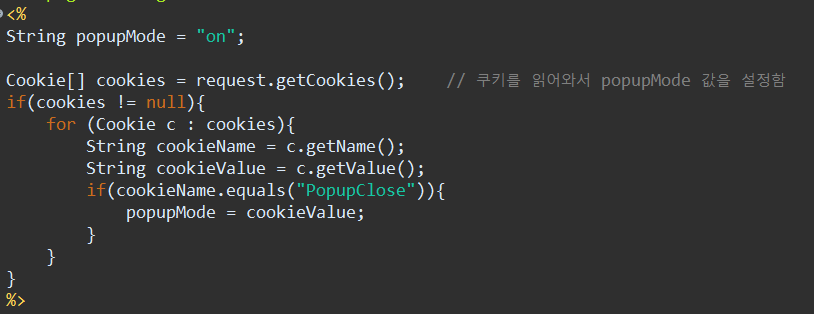 <%
String popupMode = "on";
Cookie[] cookies = request.getCookies();    // 쿠키를 읽어와서 popupMode 값을 설정함
if(cookies != null){
    for (Cookie c : cookies){
        String cookieName = c.getName();
        String cookieValue = c.getValue();
        if(cookieName.equals("PopupClose")){
            popupMode = cookieValue;
        }
    }
}
%>